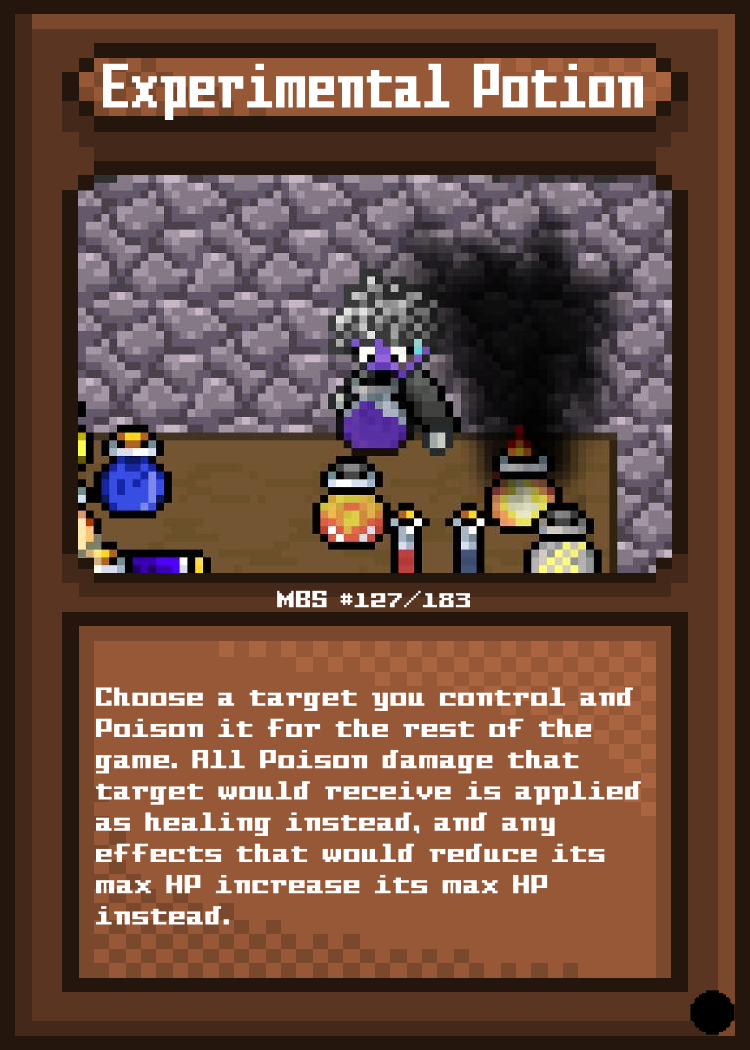 Experimental Potion
MBS #127/183
Choose a target you control and
Poison it for the rest of the
game. All Poison damage that
target would receive is applied
as healing instead, and any
effects that would reduce its
max HP increase its max HP
instead.